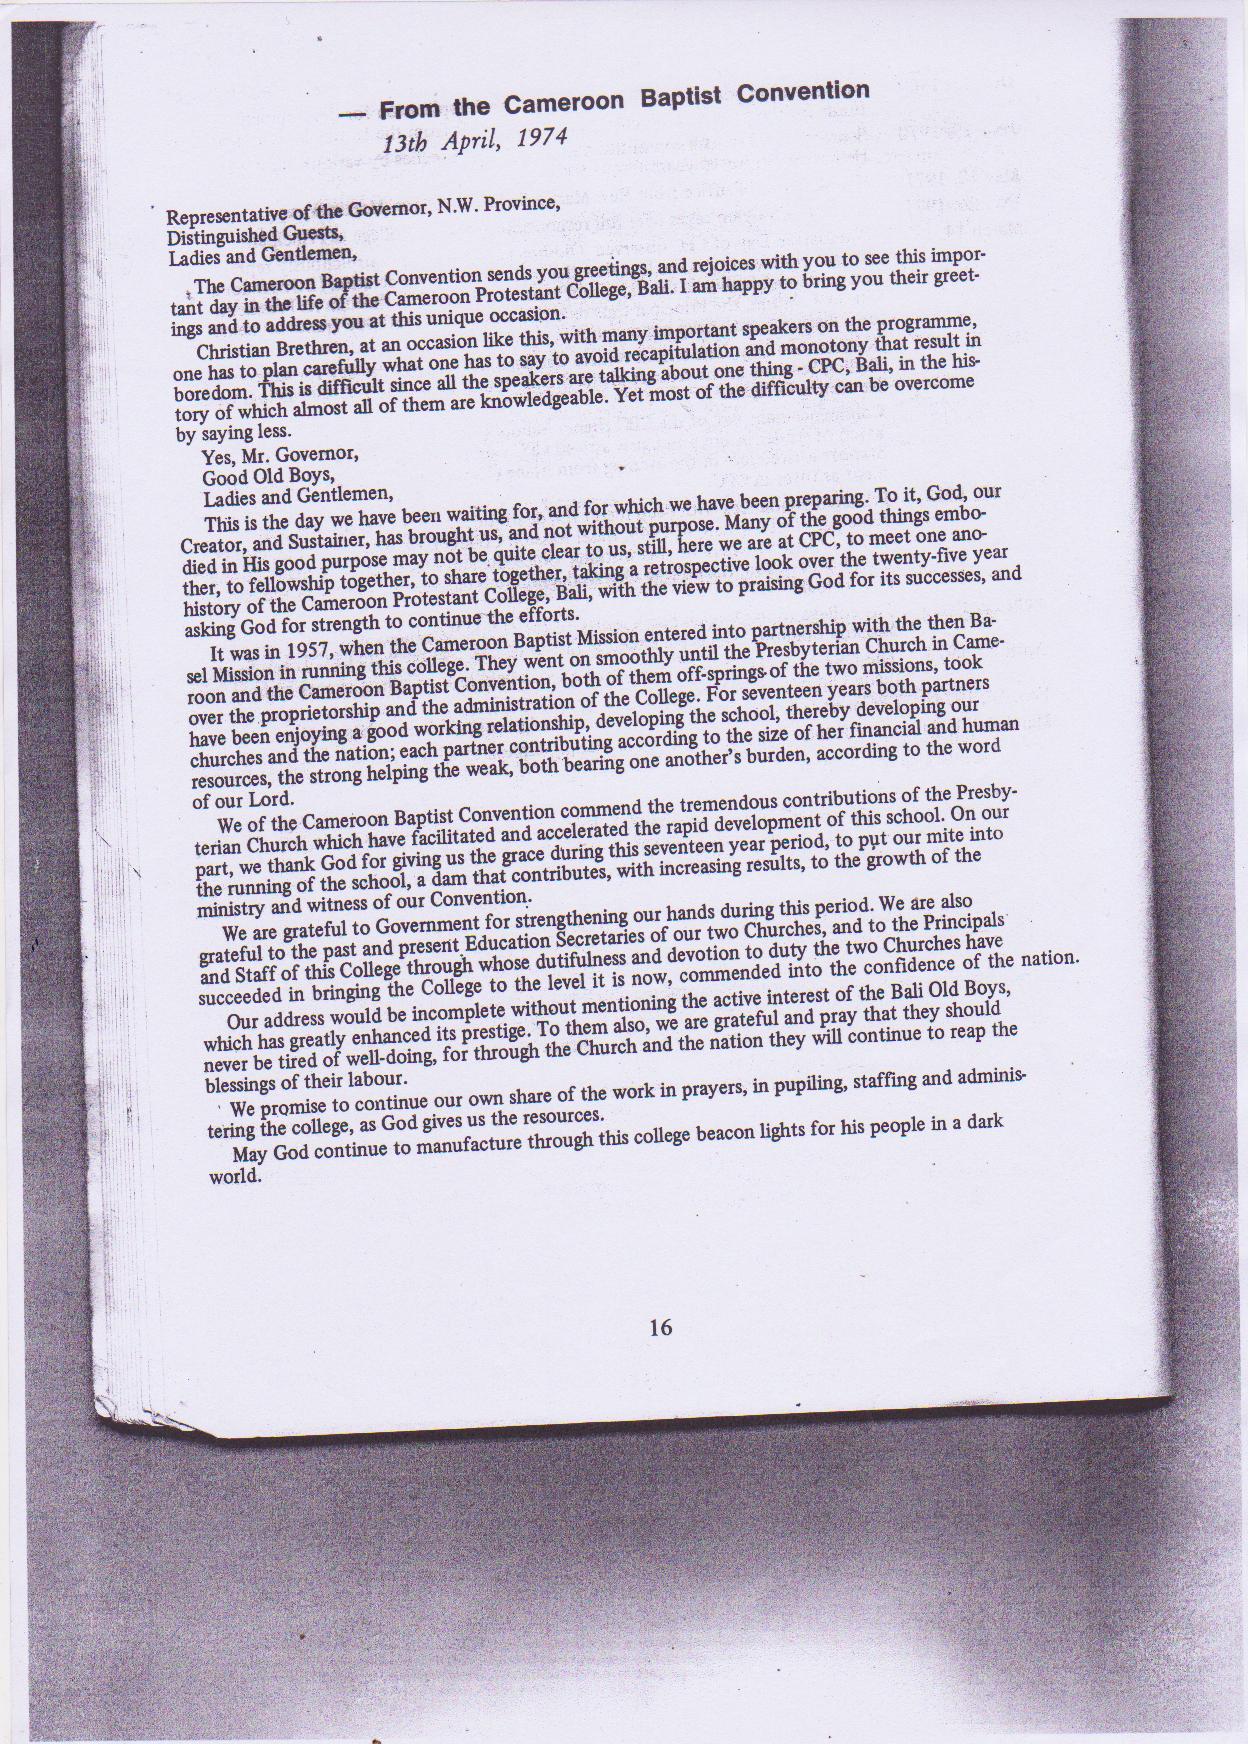 — From the Cameroon Baptist Convention
13th April, 1974
Representative of the Governor, N.W. Province,
Distinguished Guests,
Ladies and Gentlemen,
The Cameroon Baptist Convention sends you greetings, and rejoices with you to see this impor-
tant day in the life of the Cameroon Protestant College, Bali. I am happy to bring you their greet-
ings and to address you at this unique occasion.
Christian Brethren, at an occasion like this, with many important speakers on the programme,
one has to plan carefully what one has to say to avoid recapitulation and monotony that result in
boredom. This is difficult since all the speakers are talking about one thing - CPC, Bali, in the his-
tory of which almost all of them are knowledgeable. Yet most of the difficulty can be overcome
by saying less.
Yes, Mr. Governor,
Good Old Boys,
Ladies and Gentlemen,
This is the day we have been waiting for, and for which we have been preparing. To it, God, our
Creator, and Sustainer, has brought us, and not without purpose. Many of the good things embo-
died in His good purpose may not be quite clear to us, still, here we are at CPC, to meet one ano-
ther, to fellowship together, to share together, taking a retrospective look over the twenty-five year
history of the Cameroon Protestant College, Bali, with the view to praising God for its successes, and
asking God for strength to continue the efforts.
It was in 1957, when the Cameroon Baptist Mission entered into partnership with the then Ba-
sel Mission in running this college. They went on smoothly until the Presbyterian Church in Came-
roon and the Cameroon Baptist Convention, both of them off-springs of the two missions, took
over the proprietorship and the administration of the College. For seventeen years both partners
have been enjoying a good working relationship, developing the school, thereby developing our
churches and the nation; each partner contributing according to the size of her financial and human
resources, the strong helping the weak, both bearing one another's burden, according to the word
of our Lord.
We of the Cameroon Baptist Convention commend the tremendous contributions of the Presby-
terian Church which have facilitated and accelerated the rapid development of this school. On our
part, we thank God for giving us the grace during this seventeen year period, to put our mite into
the running of the school, a dam that contributes, with increasing results, to the growth of the
ministry and witness of our Convention.
We are grateful to Government for strengthening our hands during this period. We are also
grateful to the past and present Education Secretaries of our two Churches, and to the Principals
and Staff of this College through whose dutifulness and devotion to duty the two Churches have
succeeded in bringing the College to the level it is now, commended into the confidence of the nation.
Our address would be incomplete without mentioning the active interest of the Bali Old Boys,
which has greatly enhanced its prestige. To them also, we are grateful and pray that they should
never be tired of well-doing, for through the Church and the nation they will continue to reap the
blessings of their labour.
We promise to continue our own share of the work in prayers, in pupiling, staffing and adminis-
tering the college, as God gives us the resources.
May God continue to manufacture through this college beacon lights for his people in a dark
world.
16